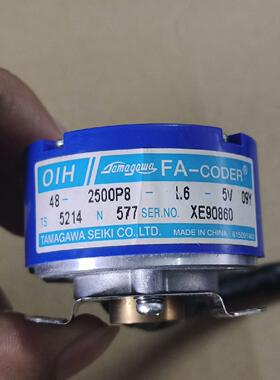 OIH Tamagawa FA-CODER®
48- 2500P8 - L6 - 5V 09Y
TS 5214 N 577 SER.NO. XE90860
TAMAGAWA SEIKI CO.,LTD. MADE IN CHINA